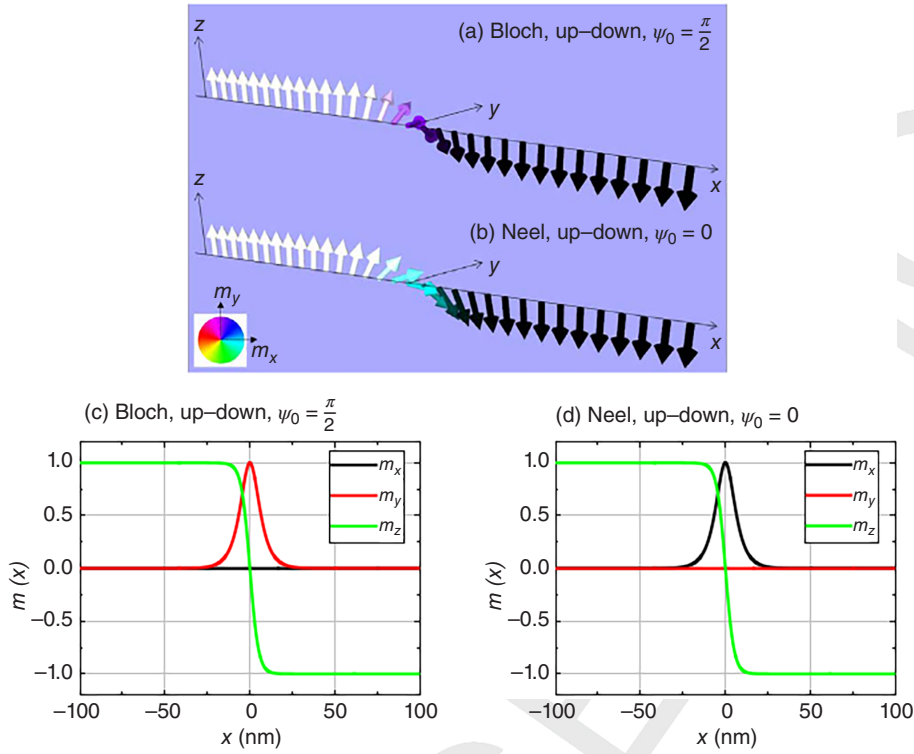 z
(a) Bloch, up–down, ψ0 = π/2
y
x
z
(b) Neel, up–down, ψ0 = 0
y
x
my
mx
(c) Bloch, up–down, ψ0 = π/2
(d) Neel, up–down, ψ0 = 0
1.0
0.5
0.0
–0.5
–1.0
m (x)
mx
my
mz
–100
–50
0
50
100
x (nm)
1.0
0.5
0.0
–0.5
–1.0
m (x)
mx
my
mz
–100
–50
0
50
100
x (nm)